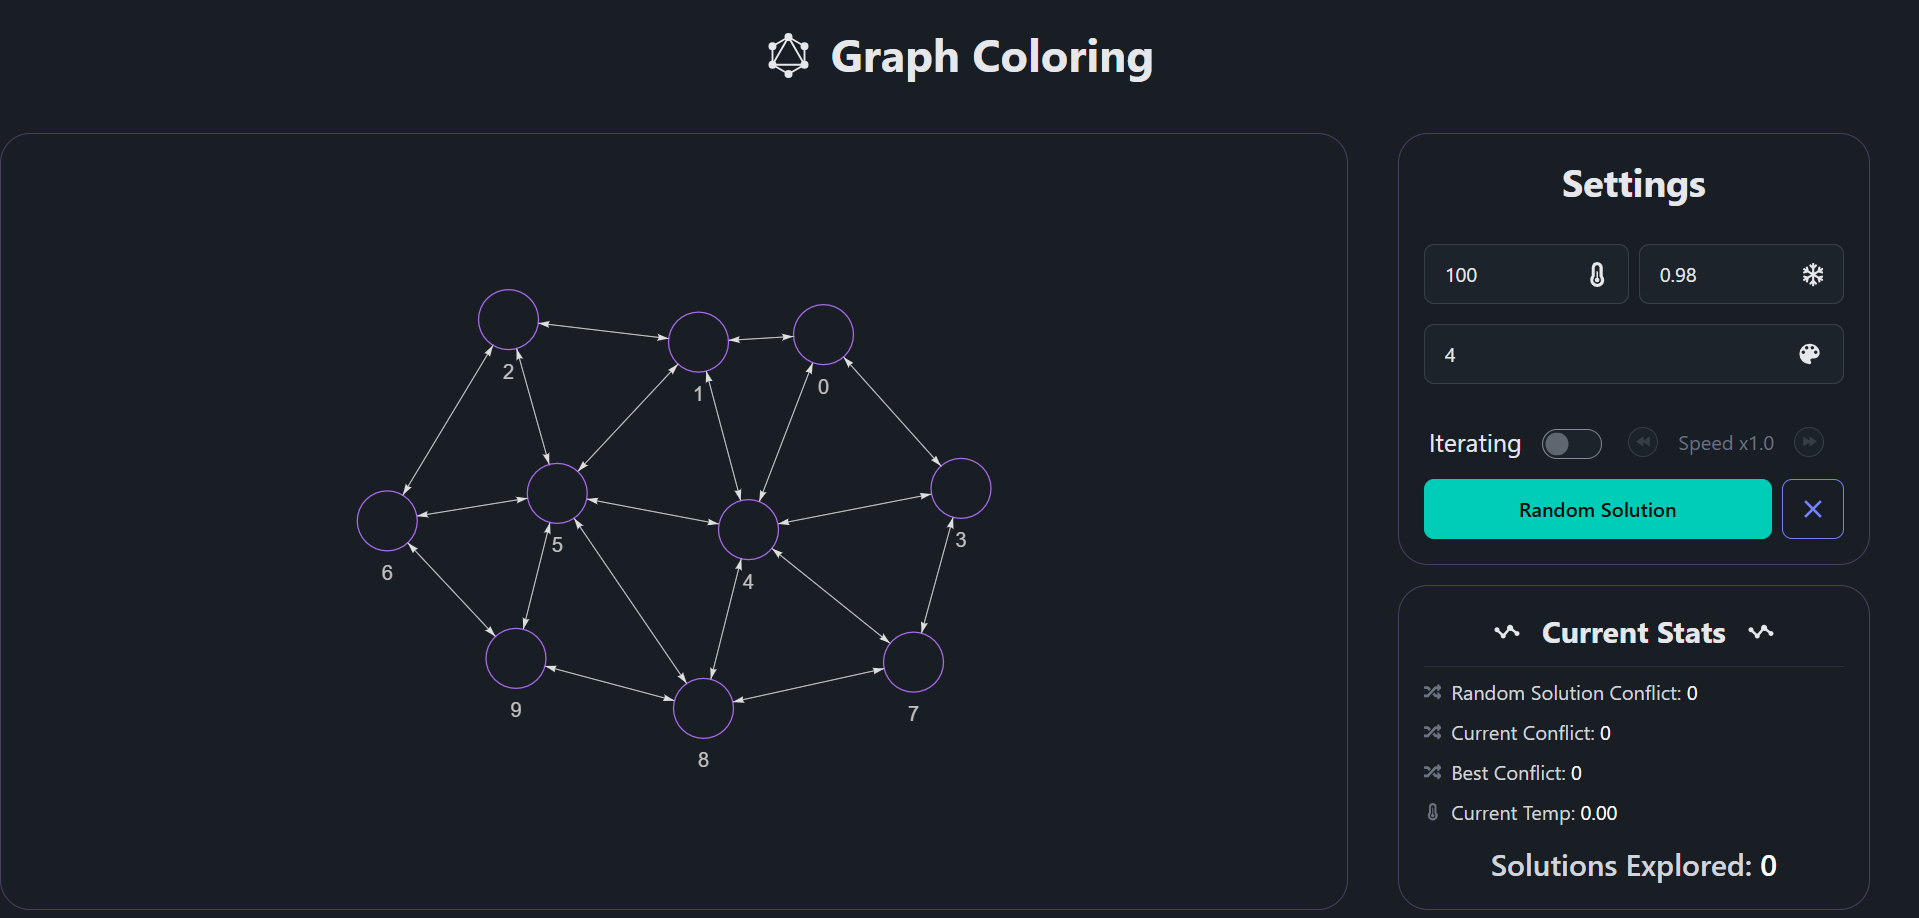 Graph Coloring
2
1
0
5
6
4
3
9
8
7
Settings
100
0.98
4
Iterating Speed x1.0
Random Solution
Current Stats
Random Solution Conflict: 0
Current Conflict: 0
Best Conflict: 0
Current Temp: 0.00
Solutions Explored: 0